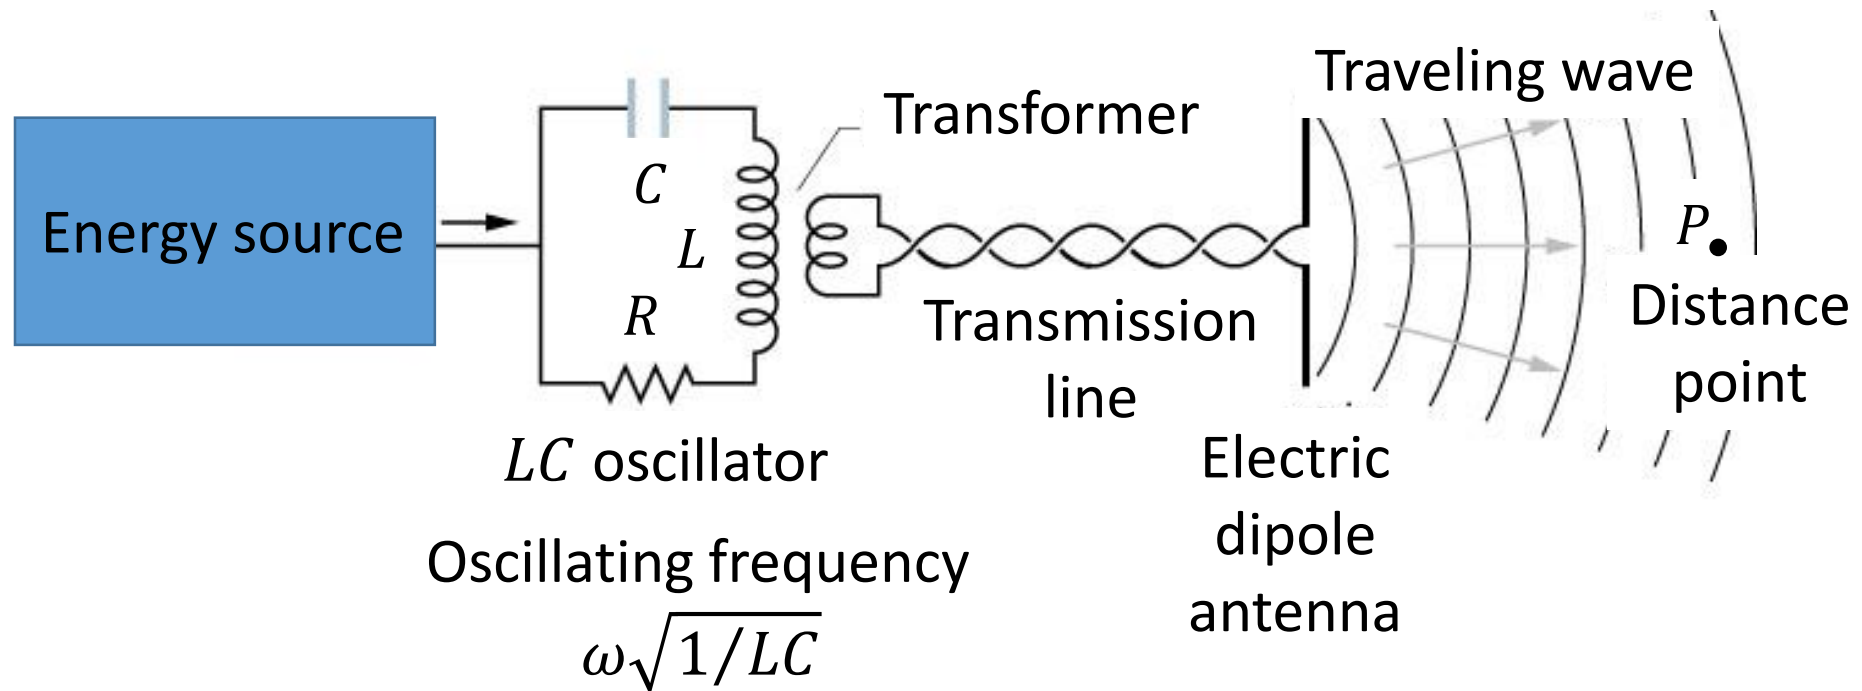 Energy source
C
L
R
LC oscillator
Oscillating frequency
ω√1/LC
Transformer
Transmission
line
Electric
dipole
antenna
Traveling wave
P
Distance
point